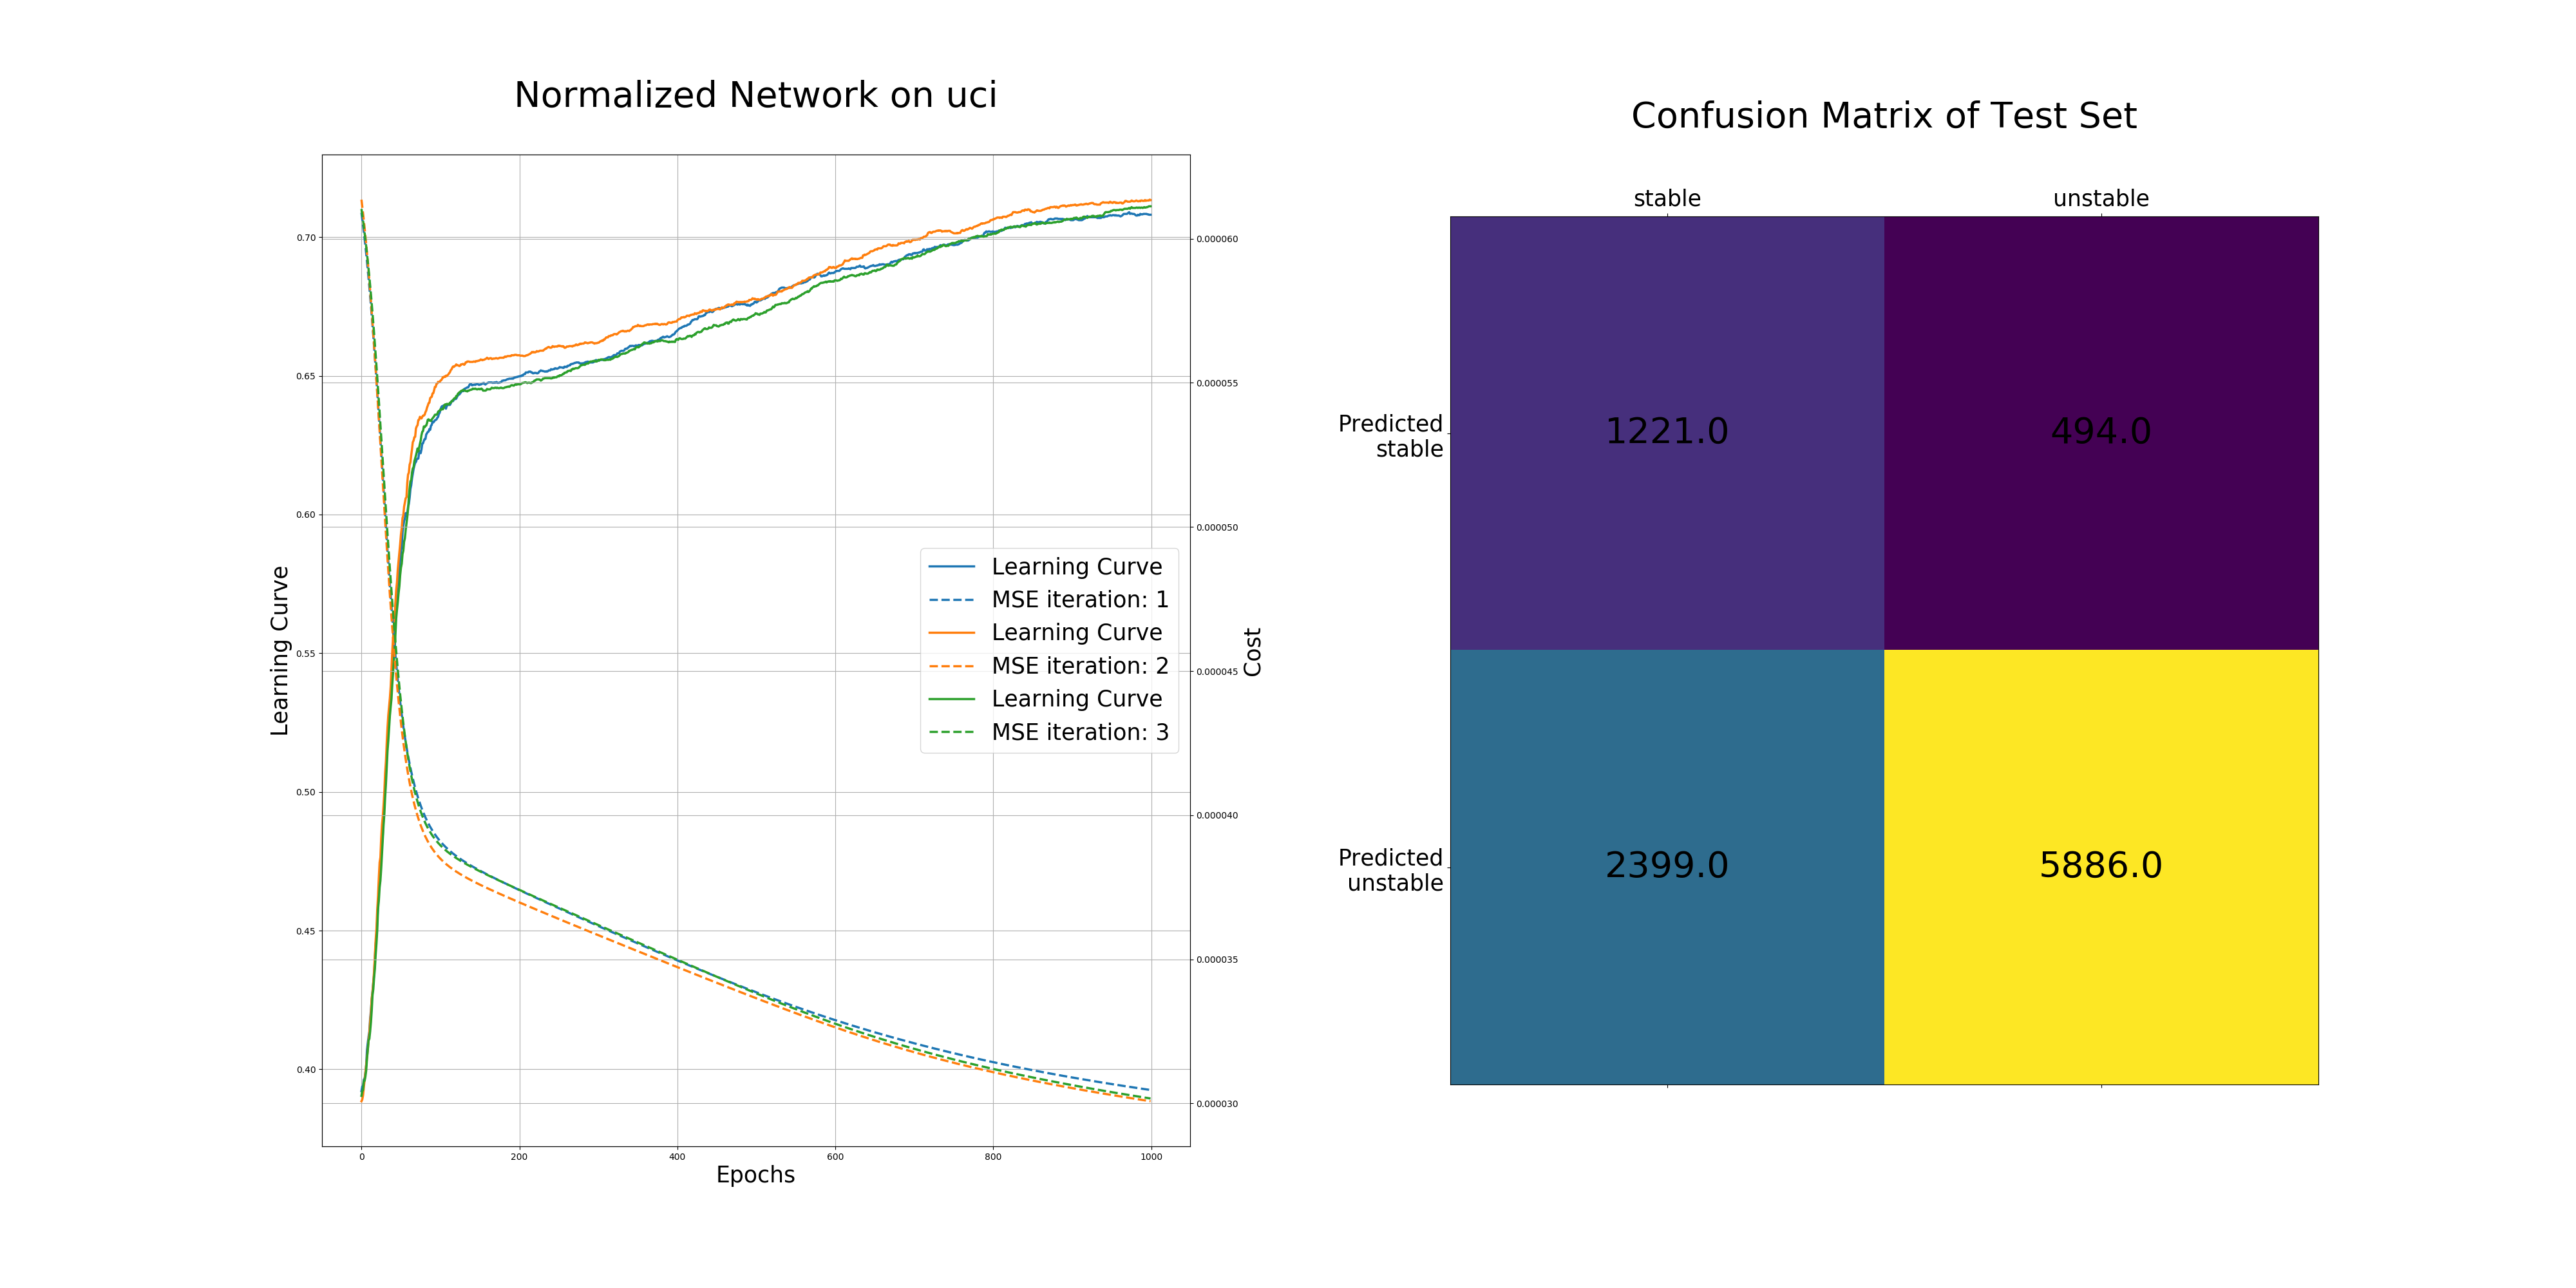 Normalized Network on uci
0.70
0.65
0.60
0.55
0.50
0.45
0.40
Learning Curve
0
200
400
600
800
1000
Epochs
0.000060
0.000055
0.000050
0.000045
0.000040
0.000035
0.000030
Cost
Learning Curve
MSE iteration: 1
Learning Curve
MSE iteration: 2
Learning Curve
MSE iteration: 3
Confusion Matrix of Test Set
stable unstable
Predicted
stable
1221.0 494.0
Predicted
unstable
2399.0 5886.0